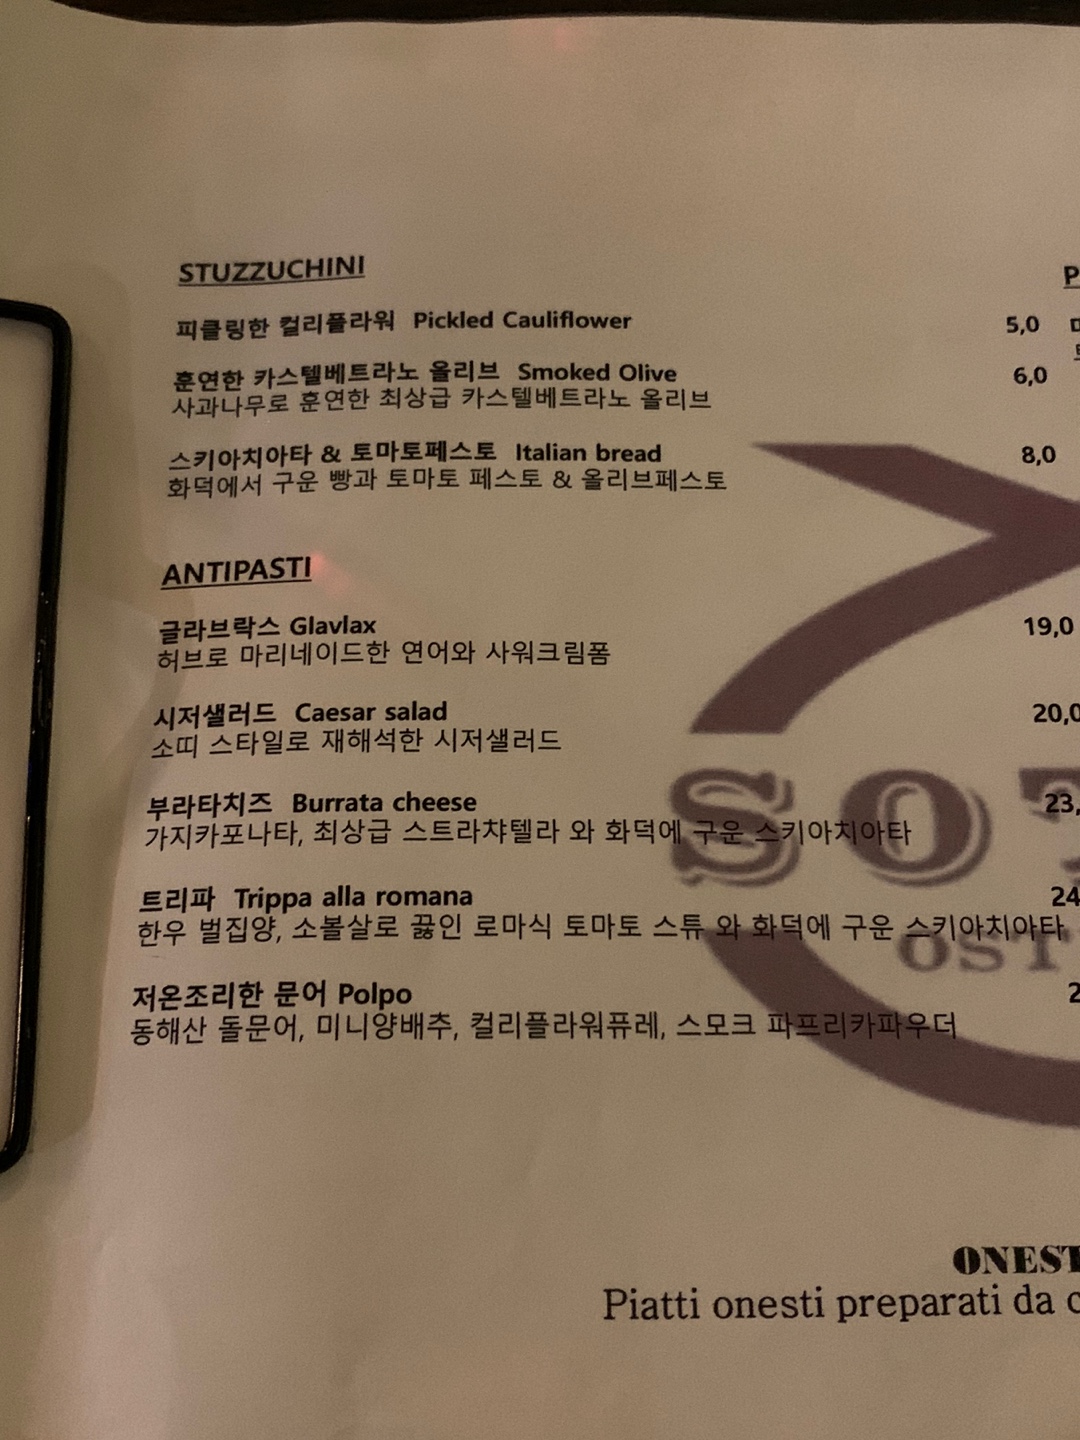 STUZZUCHINI
피클링한 컬리플라워 Pickled Cauliflower 5,0
훈연한 카스텔베트라노 올리브 Smoked Olive 6,0
사과나무로 훈연한 최상급 카스텔베트라노 올리브
스키아치아타 & 토마토페스토 Italian bread 8,0
화덕에서 구운 빵과 토마토 페스토 & 올리브페스토
ANTIPASTI
글라브락스 Glavlax 19,0
허브로 마리네이드한 연어와 사워크림폼
시저샐러드 Caesar salad 20,0
소띠 스타일로 재해석한 시저샐러드
부라타치즈 Burrata cheese 23,
가지카포나타, 최상급 스트라챠텔라 와 화덕에 구운 스키아치아타
트리파 Trippa alla romana 24
한우 벌집양, 소볼살로 끓인 로마식 토마토 스튜 와 화덕에 구운 스키아치아타
저온조리한 문어 Polpo 2
동해산 돌문어, 미니양배추, 컬리플라워퓨레, 스모크 파프리카파우더
P
SOT
OST
ONEST
Piatti onesti preparati da c